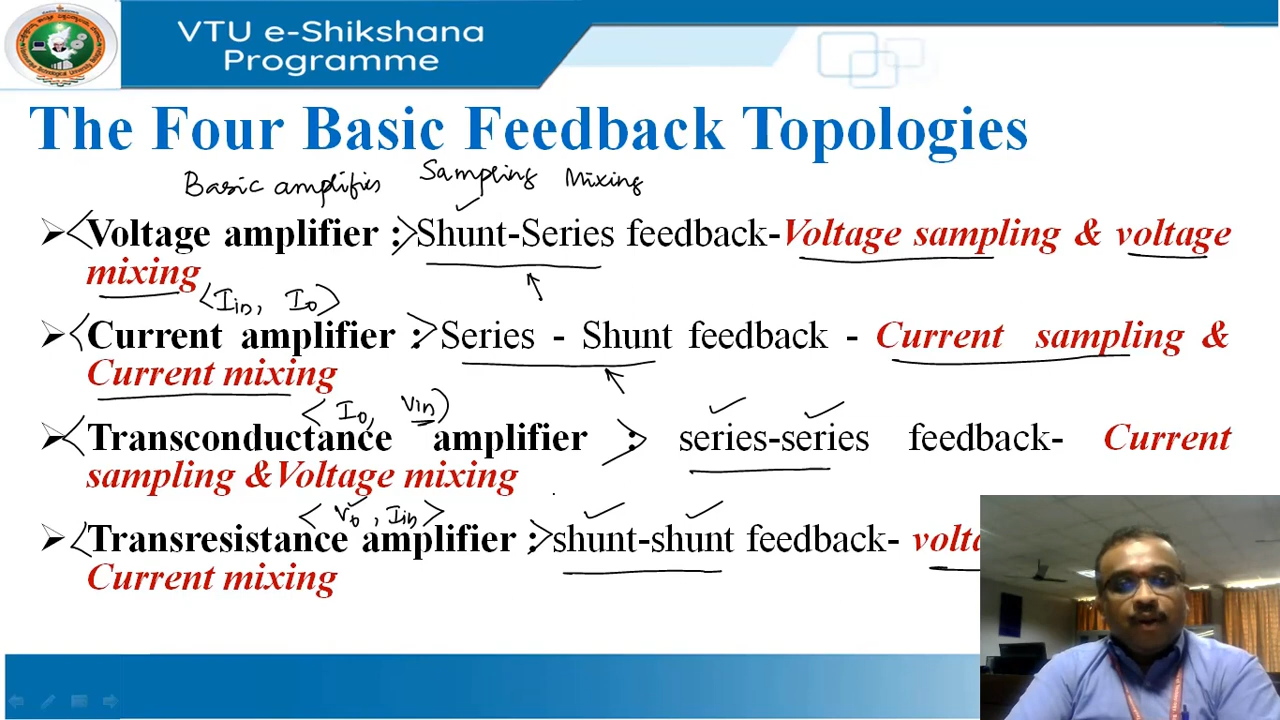 VTU e-Shikshana
Programme
The Four Basic Feedback Topologies
Basic amplifies Sampling Mixing
➢ <Voltage amplifier :> Shunt-Series feedback-Voltage sampling & voltage
mixing
<Iin, Io>
➢ <Current amplifier :> Series - Shunt feedback - Current sampling &
Current mixing
<Io, Vin)
➢ <Transconductance amplifier :> series-series feedback- Current
sampling &Voltage mixing
<Vo, Iin>
➢ <Transresistance amplifier :> shunt-shunt feedback-
Current mixing